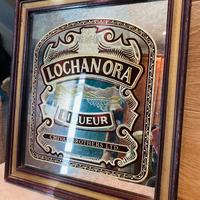 LOCHAN ORA
LIQUEUR
CHIVAS BROTHERS LTD